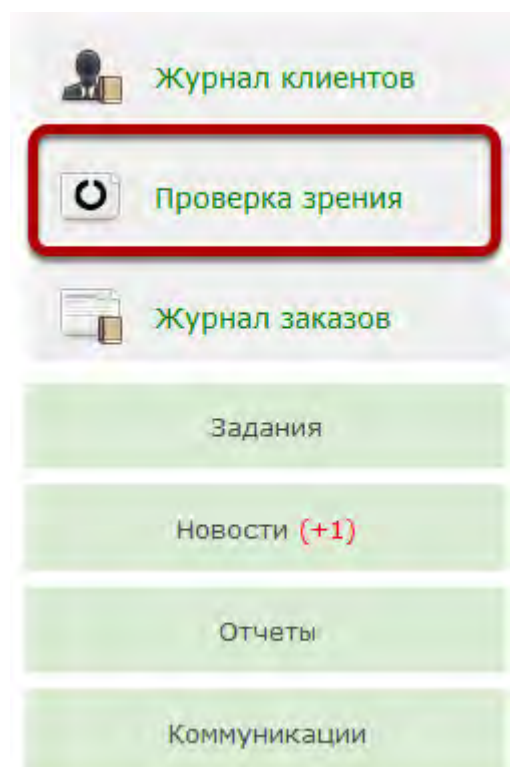 Журнал клиентов
Проверка зрения
Журнал заказов
Задания
Новости (+1)
Отчеты
Коммуникации